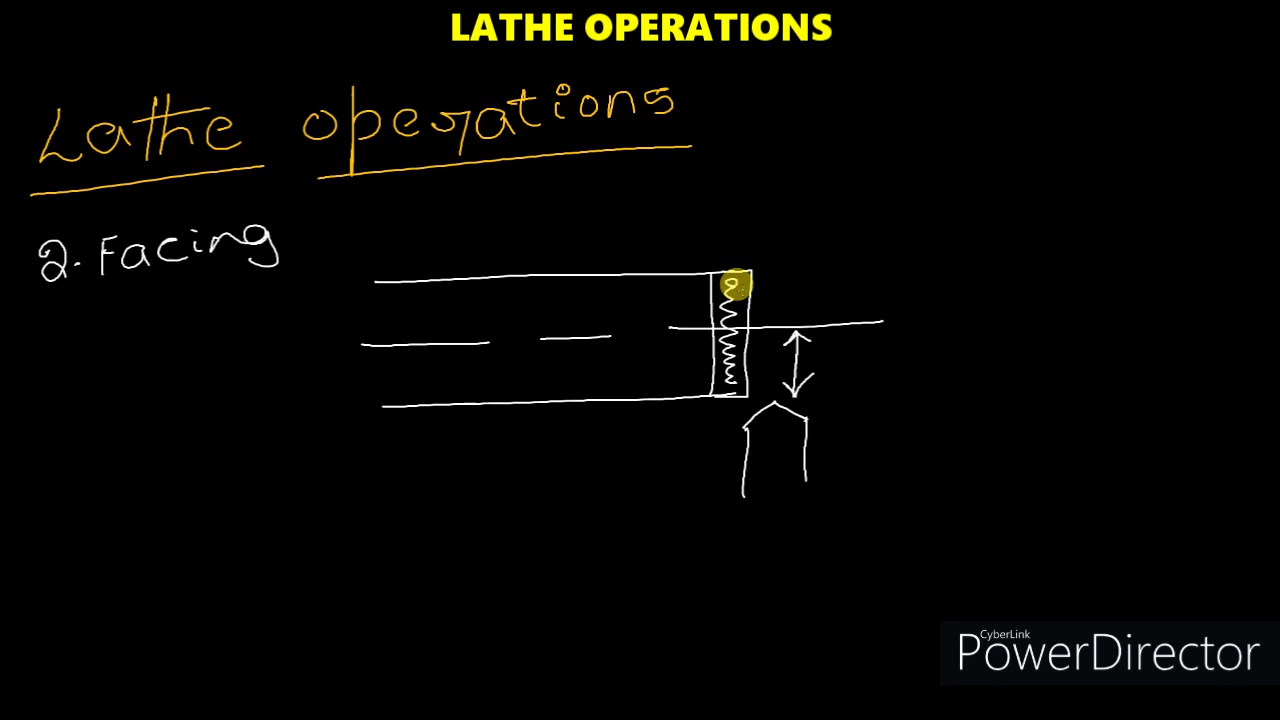 LATHE OPERATIONS
Lathe operations
2. Facing
CyberLink
PowerDirector